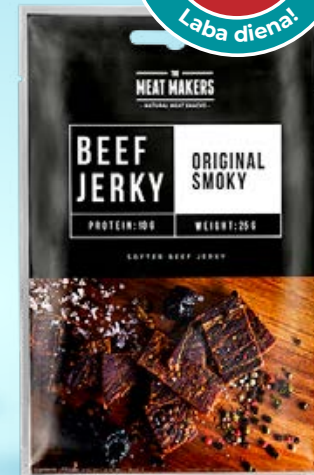 Laba diena!
THE
MEAT MAKERS
NATURAL MEAT SNACKS
BEEF
JERKY
ORIGINAL
SMOKY
PROTEIN:10G
WEIGHT:25G
SOFTER BEEF JERKY